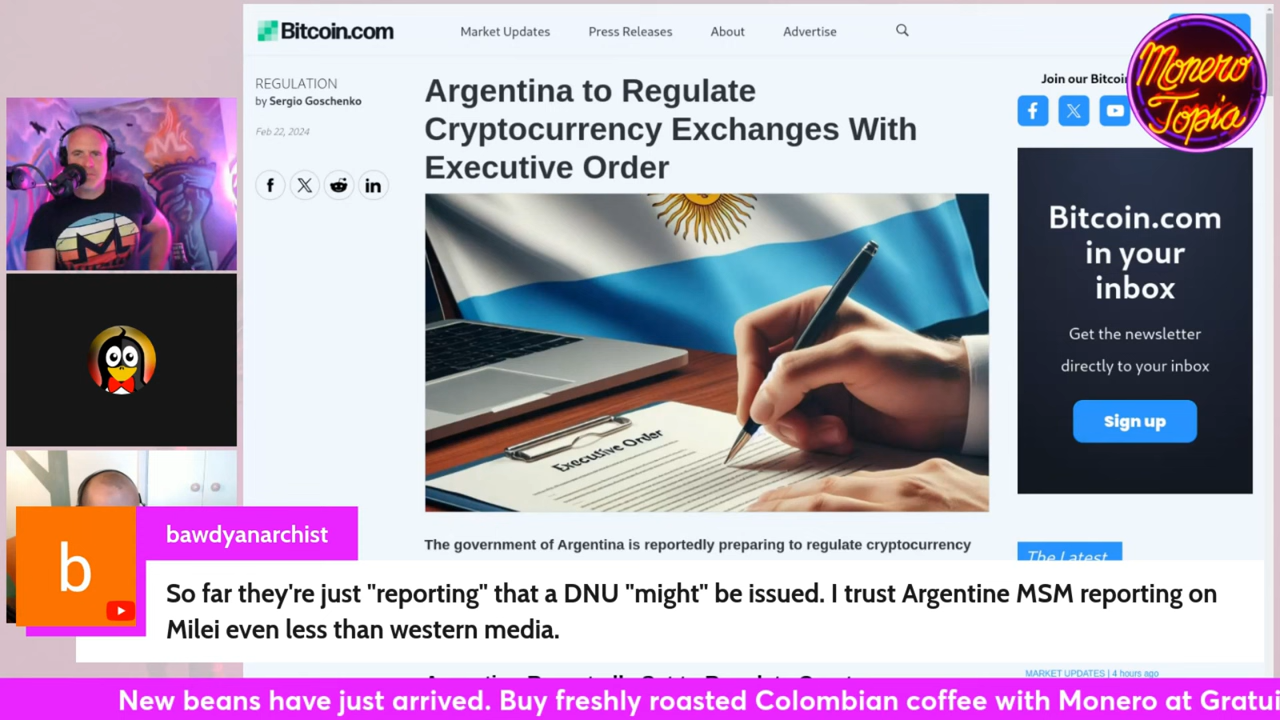 Bitcoin.com
Market Updates
Press Releases
About
Advertise
REGULATION
by Sergio Goschenko
Feb 22, 2024
Argentina to Regulate
Cryptocurrency Exchanges With
Executive Order
Executive Order
The government of Argentina is reportedly preparing to regulate cryptocurrency
Join our Bitcoi
Monero
Topia
Bitcoin.com
in your
inbox
Get the newsletter
directly to your inbox
Sign up
The Latest
b
bawdyanarchist
So far they're just "reporting" that a DNU "might" be issued. I trust Argentine MSM reporting on
Milei even less than western media.
MARKET UPDATES | 4 hours ago
New beans have just arrived. Buy freshly roasted Colombian coffee with Monero at Gratui